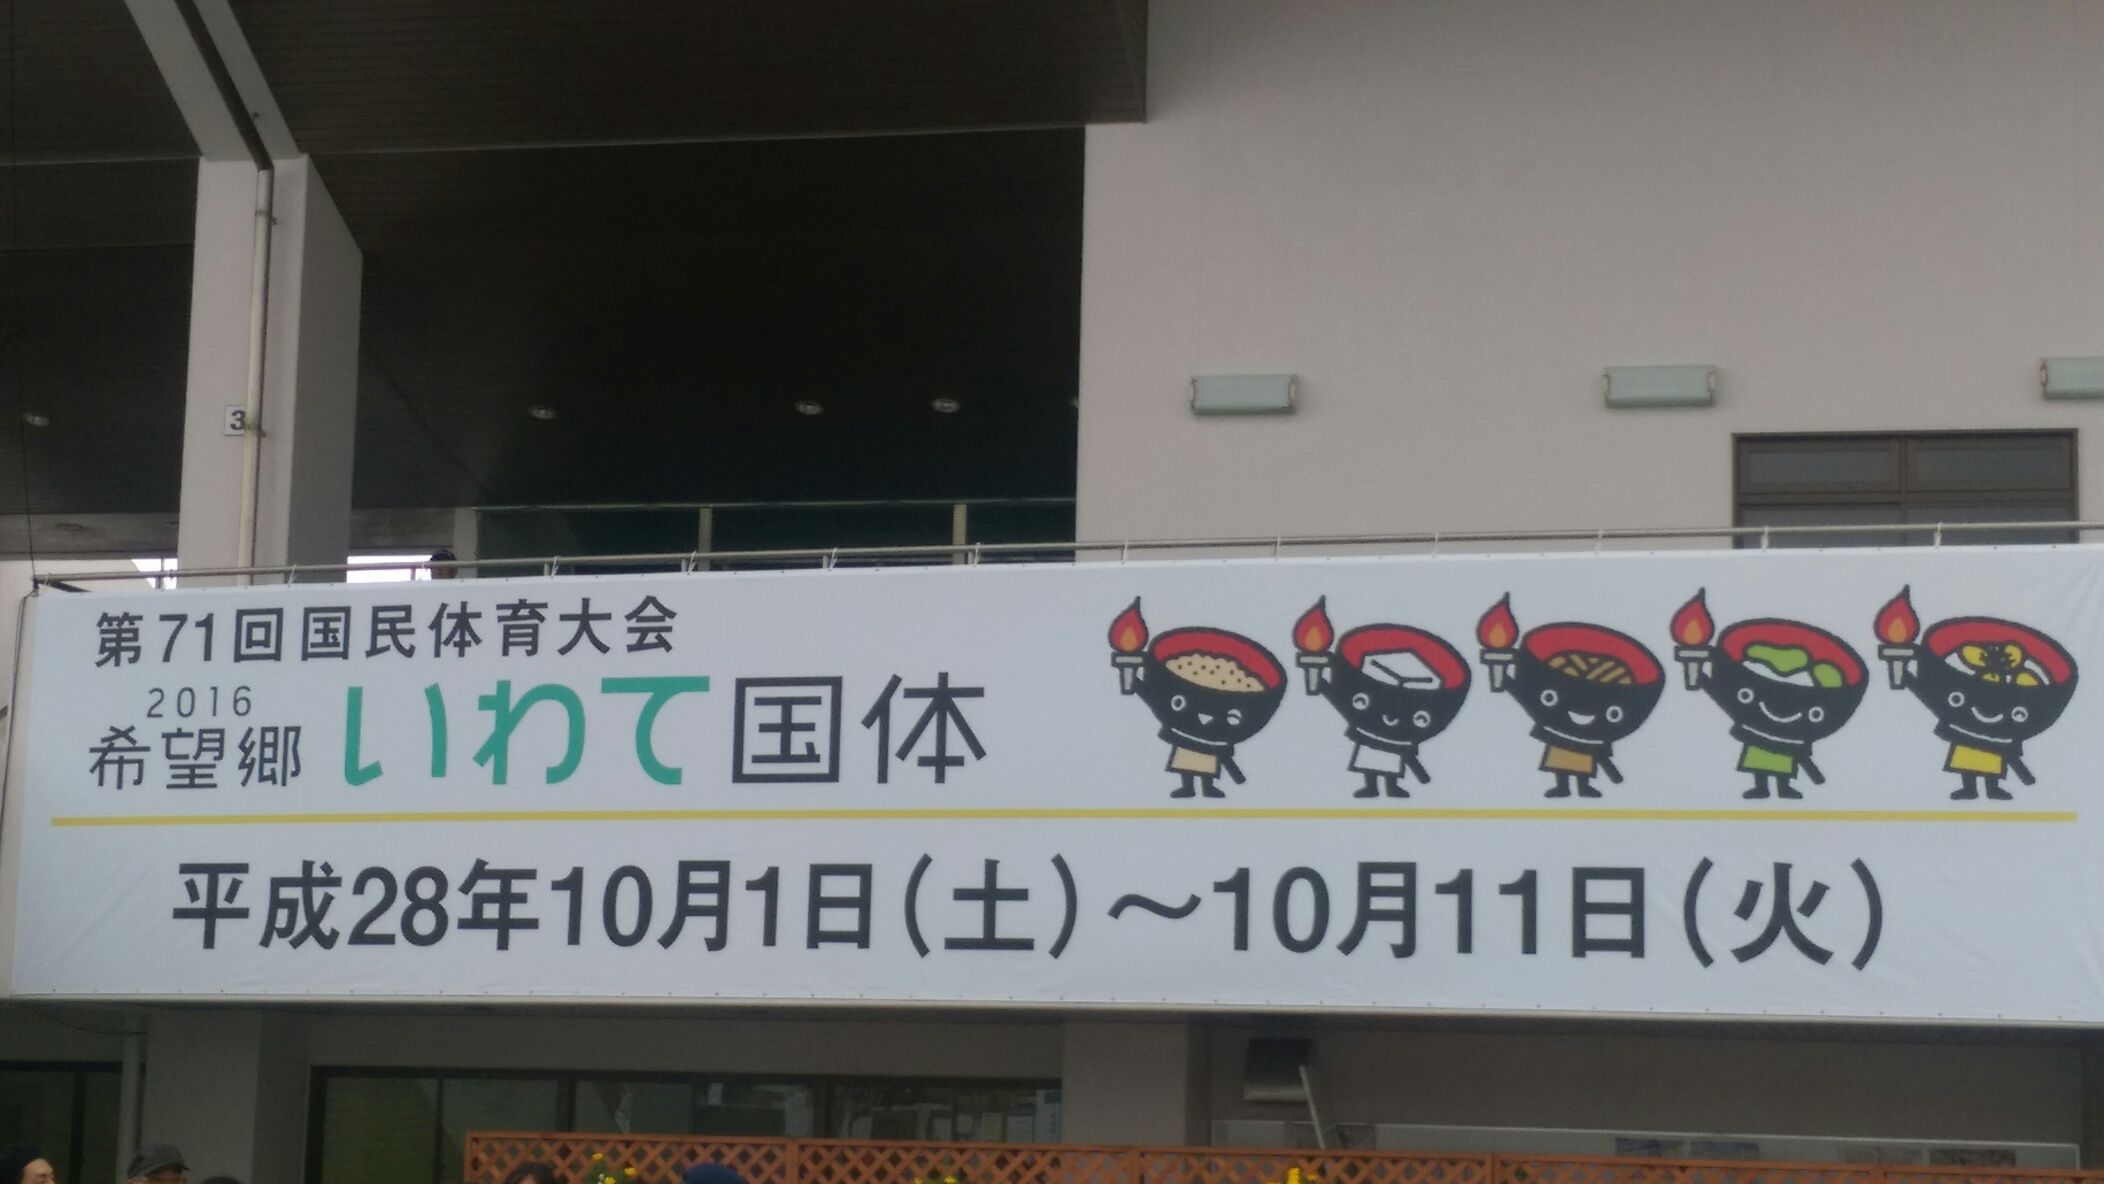 3
第71回国民体育大会
2016
希望郷 いわて国体
平成28年10月1日(土)~10月11日(火)